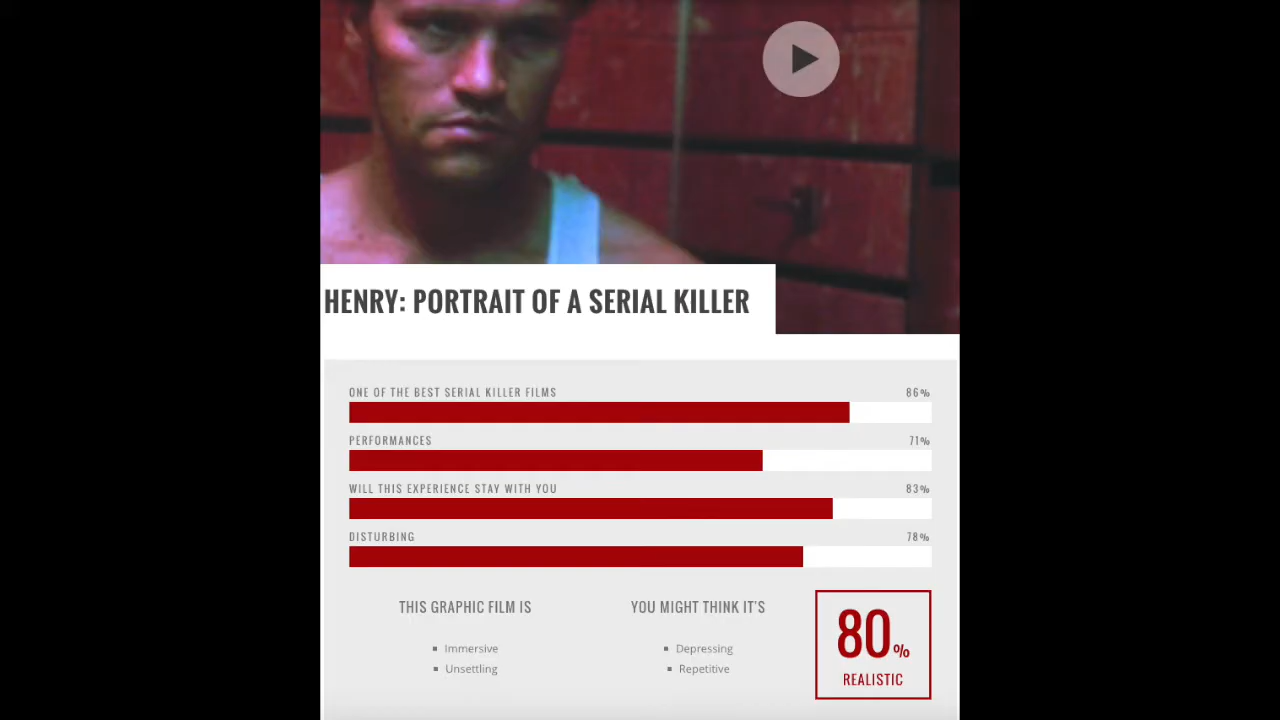 HENRY: PORTRAIT OF A SERIAL KILLER
ONE OF THE BEST SERIAL KILLER FILMS 86%
PERFORMANCES 71%
WILL THIS EXPERIENCE STAY WITH YOU 83%
DISTURBING 78%
THIS GRAPHIC FILM IS
Immersive
Unsettling
YOU MIGHT THINK IT'S
Depressing
Repetitive
80%
REALISTIC